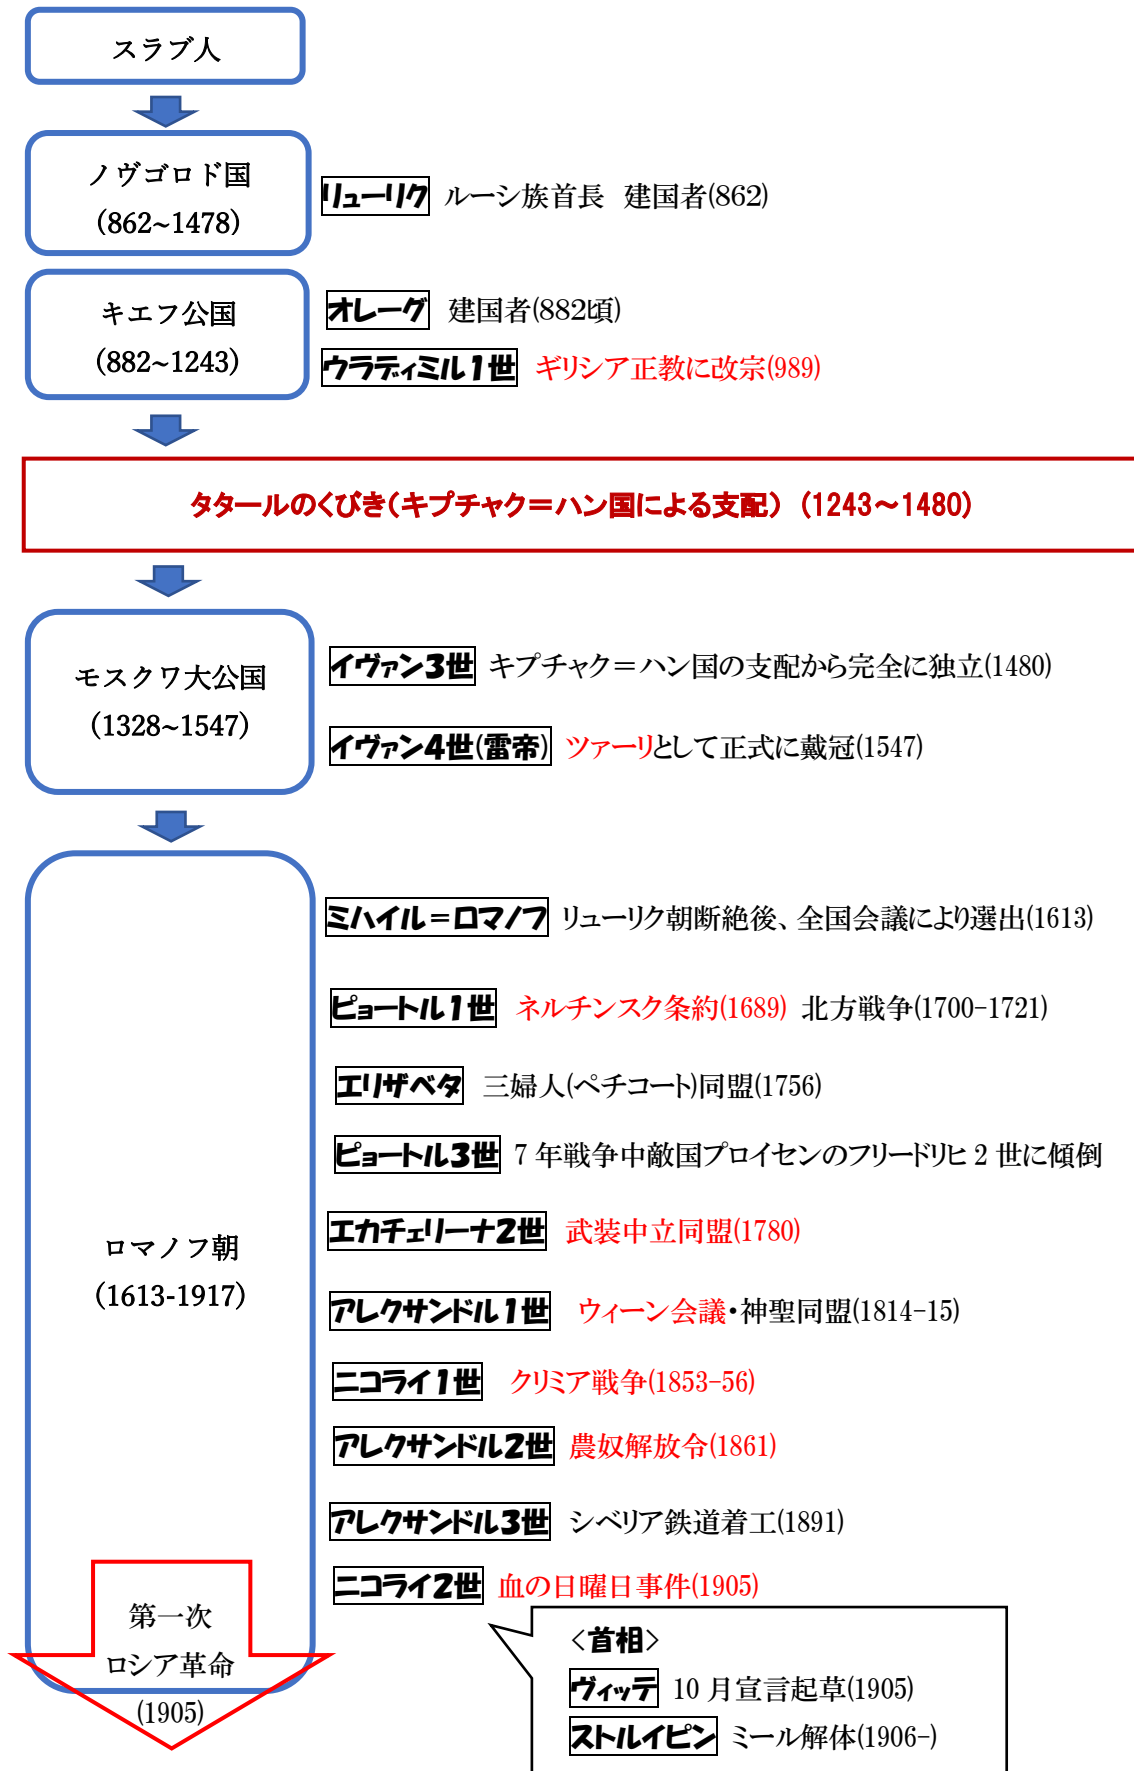 スラブ人
ノヴゴロド国
(862~1478)
リューリク ルーシ族首長 建国者(862)
キエフ公国
(882~1243)
オレーグ 建国者(882頃)
ウラディミル1世 ギリシア正教に改宗(989)
タタールのくびき(キプチャク＝ハン国による支配) (1243～1480)
モスクワ大公国
(1328~1547)
イヴァン3世 キプチャク＝ハン国の支配から完全に独立(1480)
イヴァン4世(雷帝) ツァーリとして正式に戴冠(1547)
ロマノフ朝
(1613-1917)
ミハイル＝ロマノフ リューリク朝断絶後、全国会議により選出(1613)
ピョートル1世 ネルチンスク条約(1689) 北方戦争(1700-1721)
エリザベタ 三婦人(ペチコート)同盟(1756)
ピョートル3世 7年戦争中敵国プロイセンのフリードリヒ2世に傾倒
エカチェリーナ2世 武装中立同盟(1780)
アレクサンドル1世 ウィーン会議・神聖同盟(1814-15)
ニコライ1世 クリミア戦争(1853-56)
アレクサンドル2世 農奴解放令(1861)
アレクサンドル3世 シベリア鉄道着工(1891)
ニコライ2世 血の日曜日事件(1905)
第一次
ロシア革命
(1905)
<首相>
ヴィッテ 10月宣言起草(1905)
ストルイピン ミール解体(1906-)